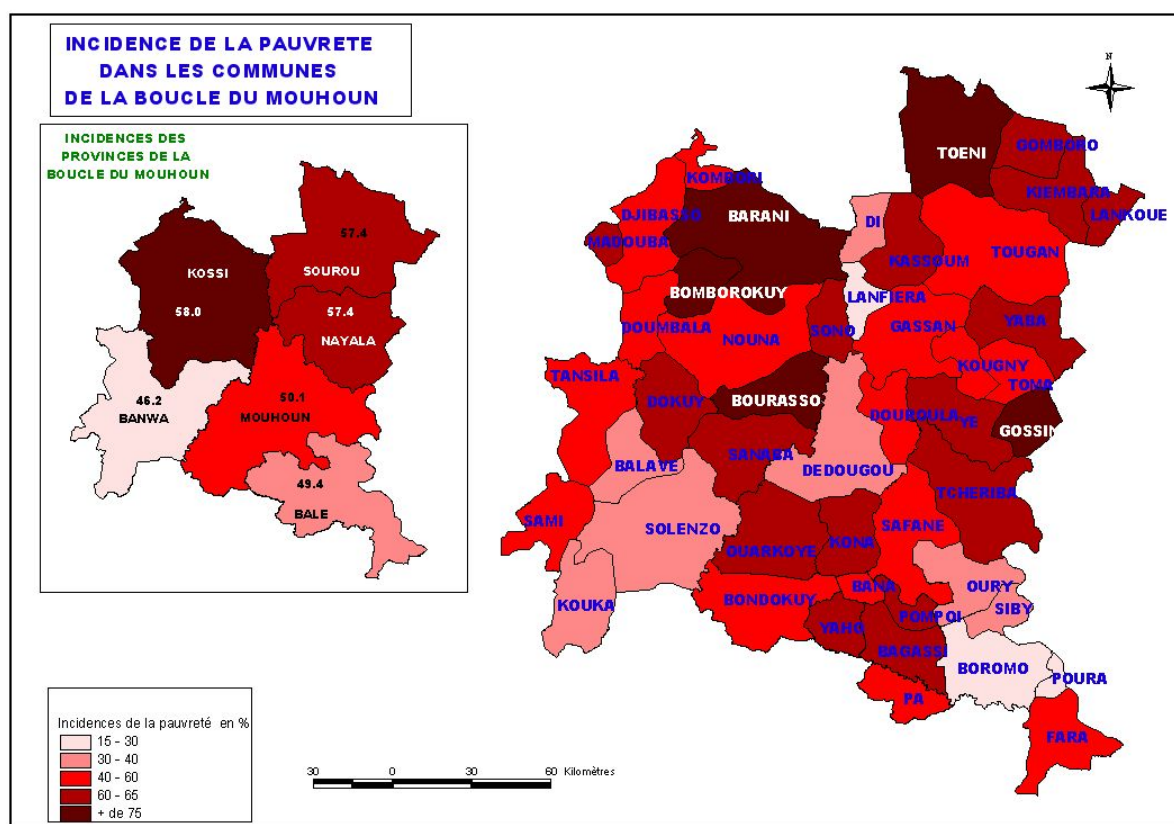 INCIDENCE DE LA PAUVRETE
DANS LES COMMUNES
DE LA BOUCLE DU MOUHOUN
INCIDENCES DES
PROVINCES DE LA
BOUCLE DU MOUHOUN
57.4
KOSSI
SOUROU
58.0
57.4
NAYALA
46.2
BANWA
50.1
MOUHOUN
49.4
BALE
N
TOENI
GOMBORO
KIEMBARA
LANKOUE
KOMBORI
DJIBASSO
BARANI
DI
MADOUBA
KASSOUM
TOUGAN
BOMBOROKUY
LANFIERA
DOUMBALA
NOUNA
SONO
GASSAN
YABA
TANSILA
KOUGNY
TOMA
DOKUY
BOURASSO
DOUROULA
YE
GOSSIN
SANABA
BALAVE
DEDOUGOU
TCHERIBA
SAMI
SOLENZO
SAFANE
OUARKOYE
KONA
KOUKA
BONDOKUY
BANA
OURY
SIBY
POMPOI
YAHO
BAGASSI
BOROMO
POURA
PA
FARA
Incidences de la pauvreté en %
15 - 30
30 - 40
40 - 60
60 - 65
+ de 75
30 0 30 60 Kilomètres